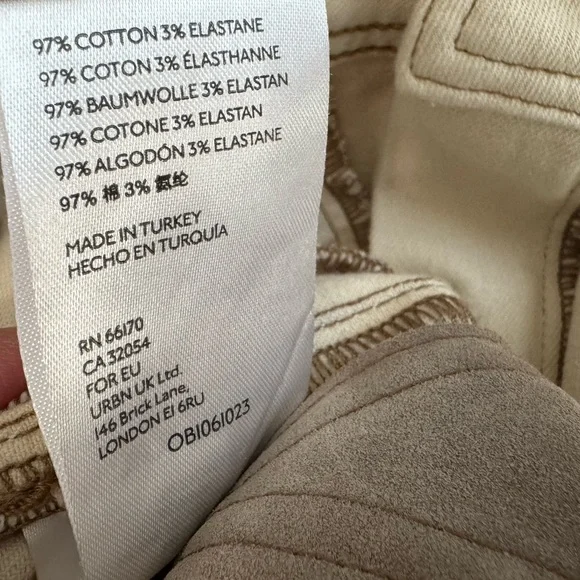 97% COTTON 3% ELASTANE
97% COTON 3% ÉLASTHANNE
97% BAUMWOLLE 3% ELASTAN
97% COTONE 3% ELASTAN
97% ALGODÓN 3% ELASTANE
97% 棉 3% 氨纶
MADE IN TURKEY
HECHO EN TURQUÍA
RN 66170
CA 32054
FOR EU
URBN UK Ltd.
146 Brick Lane,
LONDON E1 6RU
OB1061023